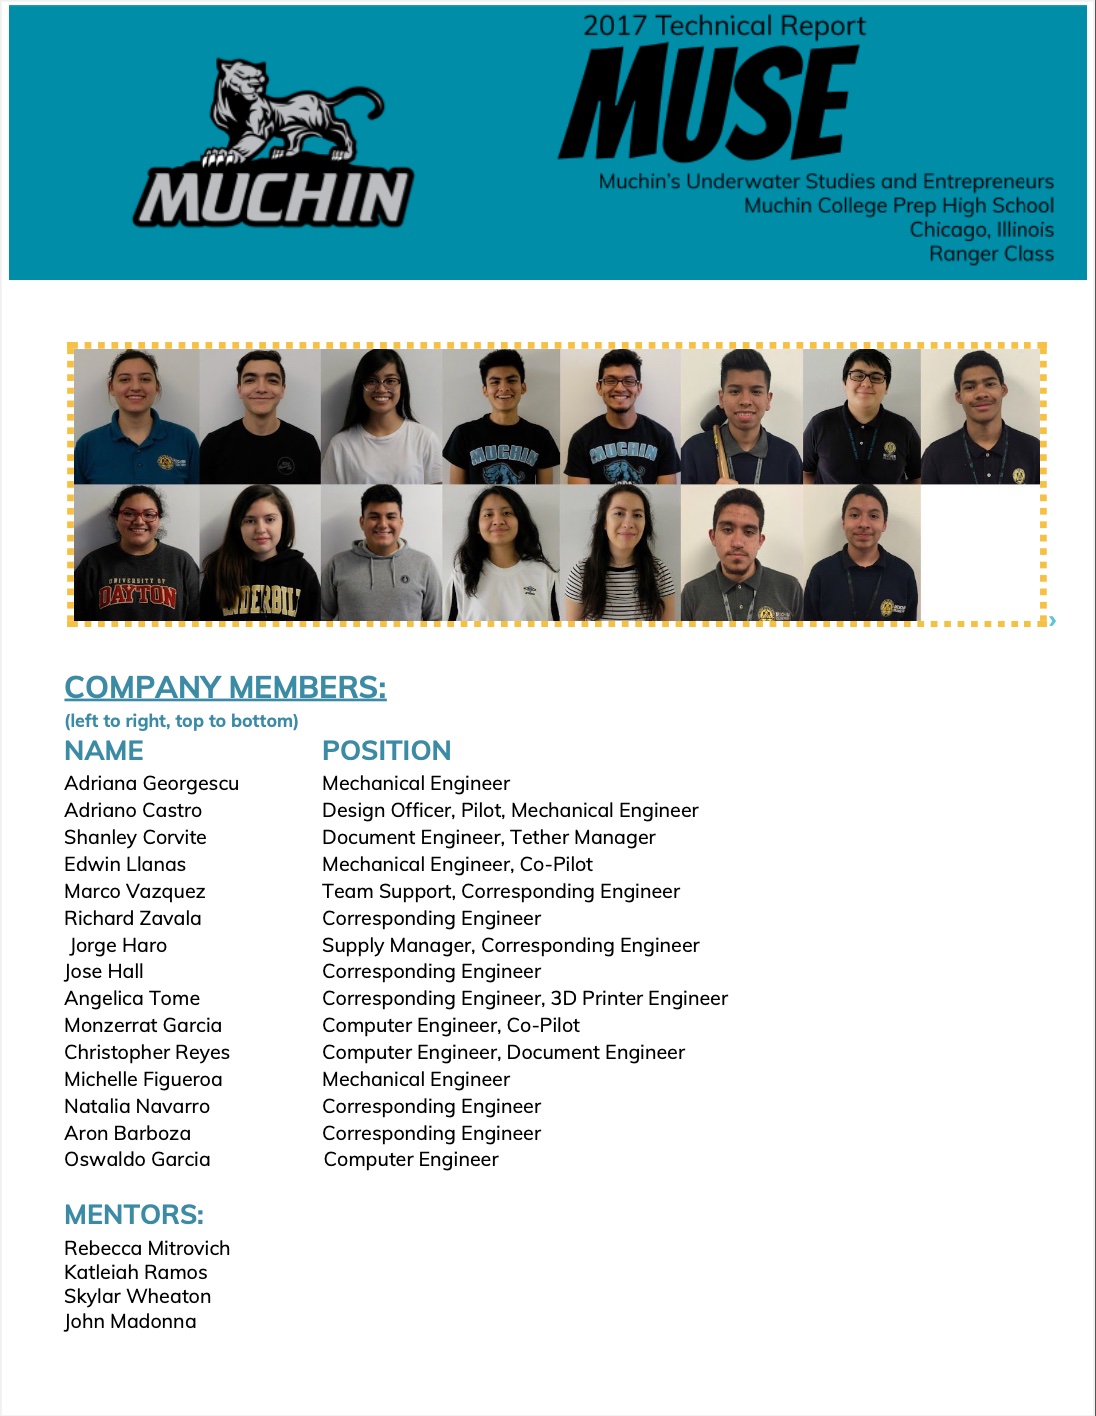 2017 Technical Report
MUSE
MUCHIN
Muchin's Underwater Studies and Entrepreneurs
Muchin College Prep High School
Chicago, Illinois
Ranger Class
MUCHIN
MUCHIN
UNIVERSITY OF
DAYTON
NDERBILT
›
COMPANY MEMBERS:
(left to right, top to bottom)
NAME POSITION
Adriana Georgescu Mechanical Engineer
Adriano Castro Design Officer, Pilot, Mechanical Engineer
Shanley Corvite Document Engineer, Tether Manager
Edwin Llanas Mechanical Engineer, Co-Pilot
Marco Vazquez Team Support, Corresponding Engineer
Richard Zavala Corresponding Engineer
Jorge Haro Supply Manager, Corresponding Engineer
Jose Hall Corresponding Engineer
Angelica Tome Corresponding Engineer, 3D Printer Engineer
Monzerrat Garcia Computer Engineer, Co-Pilot
Christopher Reyes Computer Engineer, Document Engineer
Michelle Figueroa Mechanical Engineer
Natalia Navarro Corresponding Engineer
Aron Barboza Corresponding Engineer
Oswaldo Garcia Computer Engineer
MENTORS:
Rebecca Mitrovich
Katleiah Ramos
Skylar Wheaton
John Madonna